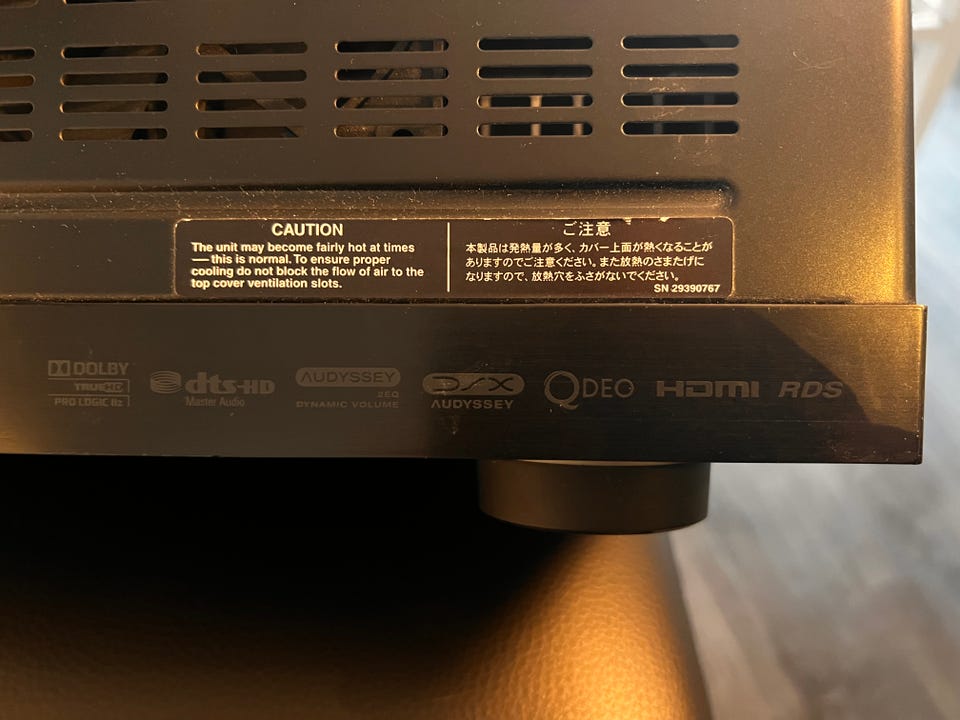 CAUTION
The unit may become fairly hot at times
— this is normal. To ensure proper
cooling do not block the flow of air to the
top cover ventilation slots.
ご注意
本製品は発熱量が多く、カバー上面が熱くなることが
ありますのでご注意ください。また放熱のさまたげに
なりますので、放熱穴をふさがないでください。
SN 29390767
DOLBY
TRUEHD
PRO LOGIC IIz
dts-HD
Master Audio
AUDYSSEY
2EQ
DYNAMIC VOLUME
DSX
AUDYSSEY
QDEO
HDMI
RDS